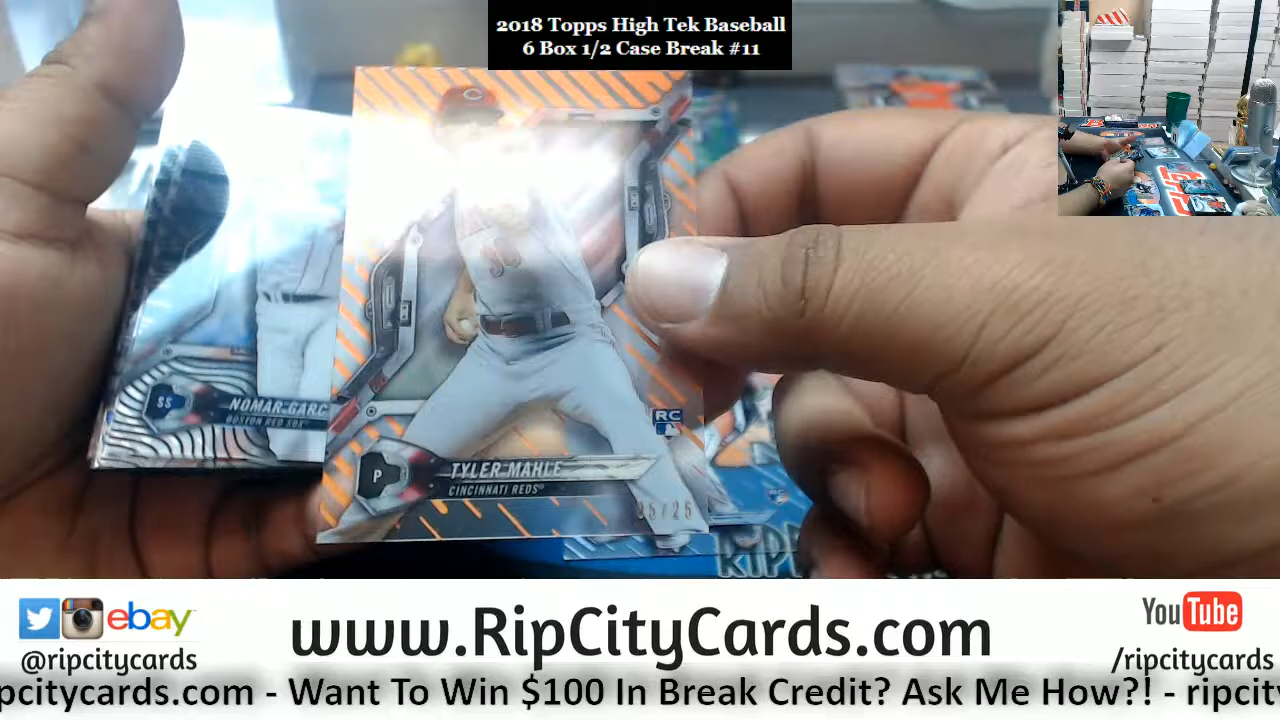 2018 Topps High Tek Baseball
6 Box 1/2 Case Break #11
SS
NOMAR GARC
BOSTON RED SOX
RC
P
TYLER MAHLE
CINCINNATI REDS®
5/25
RIP
ebay
@ripcitycards
www.RipCityCards.com
YouTube
/ripcitycards
pcitycards.com - Want To Win $100 In Break Credit? Ask Me How?! - ripcity